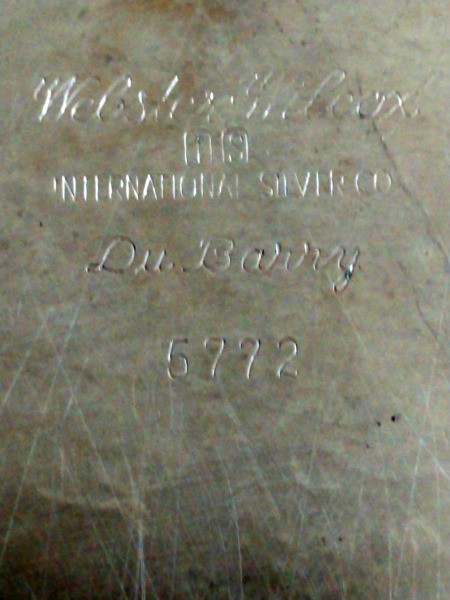 Webster Wilcox
IS
INTERNATIONAL SILVER CO
Du Barry
5772